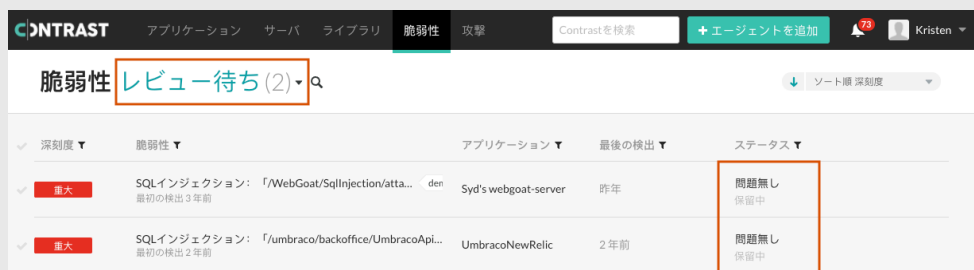 CONTRAST アプリケーション サーバ ライブラリ 脆弱性 攻撃 Contrastを検索 +エージェントを追加 73 Kristen
脆弱性 レビュー待ち (2) ソート順 深刻度
深刻度 脆弱性 アプリケーション 最後の検出 ステータス
重大 SQLインジェクション: 「/WebGoat/SqlInjection/atta... den Syd's webgoat-server 昨年 問題無し
最初の検出 3 年前 保留中
重大 SQLインジェクション: 「/umbraco/backoffice/UmbracoApi... UmbracoNewRelic 2 年前 問題無し
最初の検出 2 年前 保留中